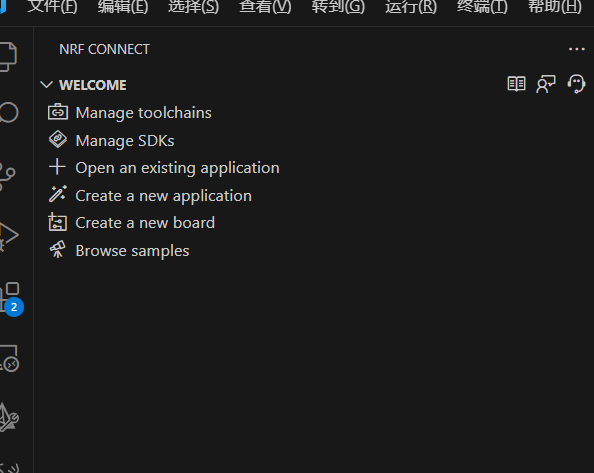 文件(F) 编辑(E) 选择(S) 查看(V) 转到(G) 运行(R) 终端(T) 帮助(H)
NRF CONNECT
WELCOME
Manage toolchains
Manage SDKs
Open an existing application
Create a new application
Create a new board
Browse samples
2